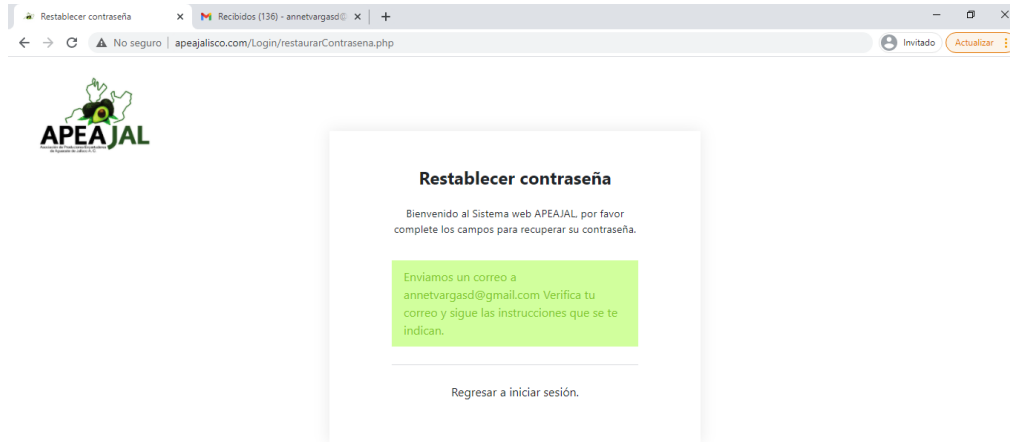 Restablecer contraseña
Recibidos (136) - annetvargasd
No seguro | apeajalisco.com/Login/restaurarContrasena.php
Invitado
Actualizar
APEAJAL
Restablecer contraseña
Bienvenido al Sistema web APEAJAL, por favor
complete los campos para recuperar su contraseña.
Enviamos un correo a
annetvargasd@gmail.com Verifica tu
correo y sigue las instrucciones que se te
indican.
Regresar a iniciar sesión.